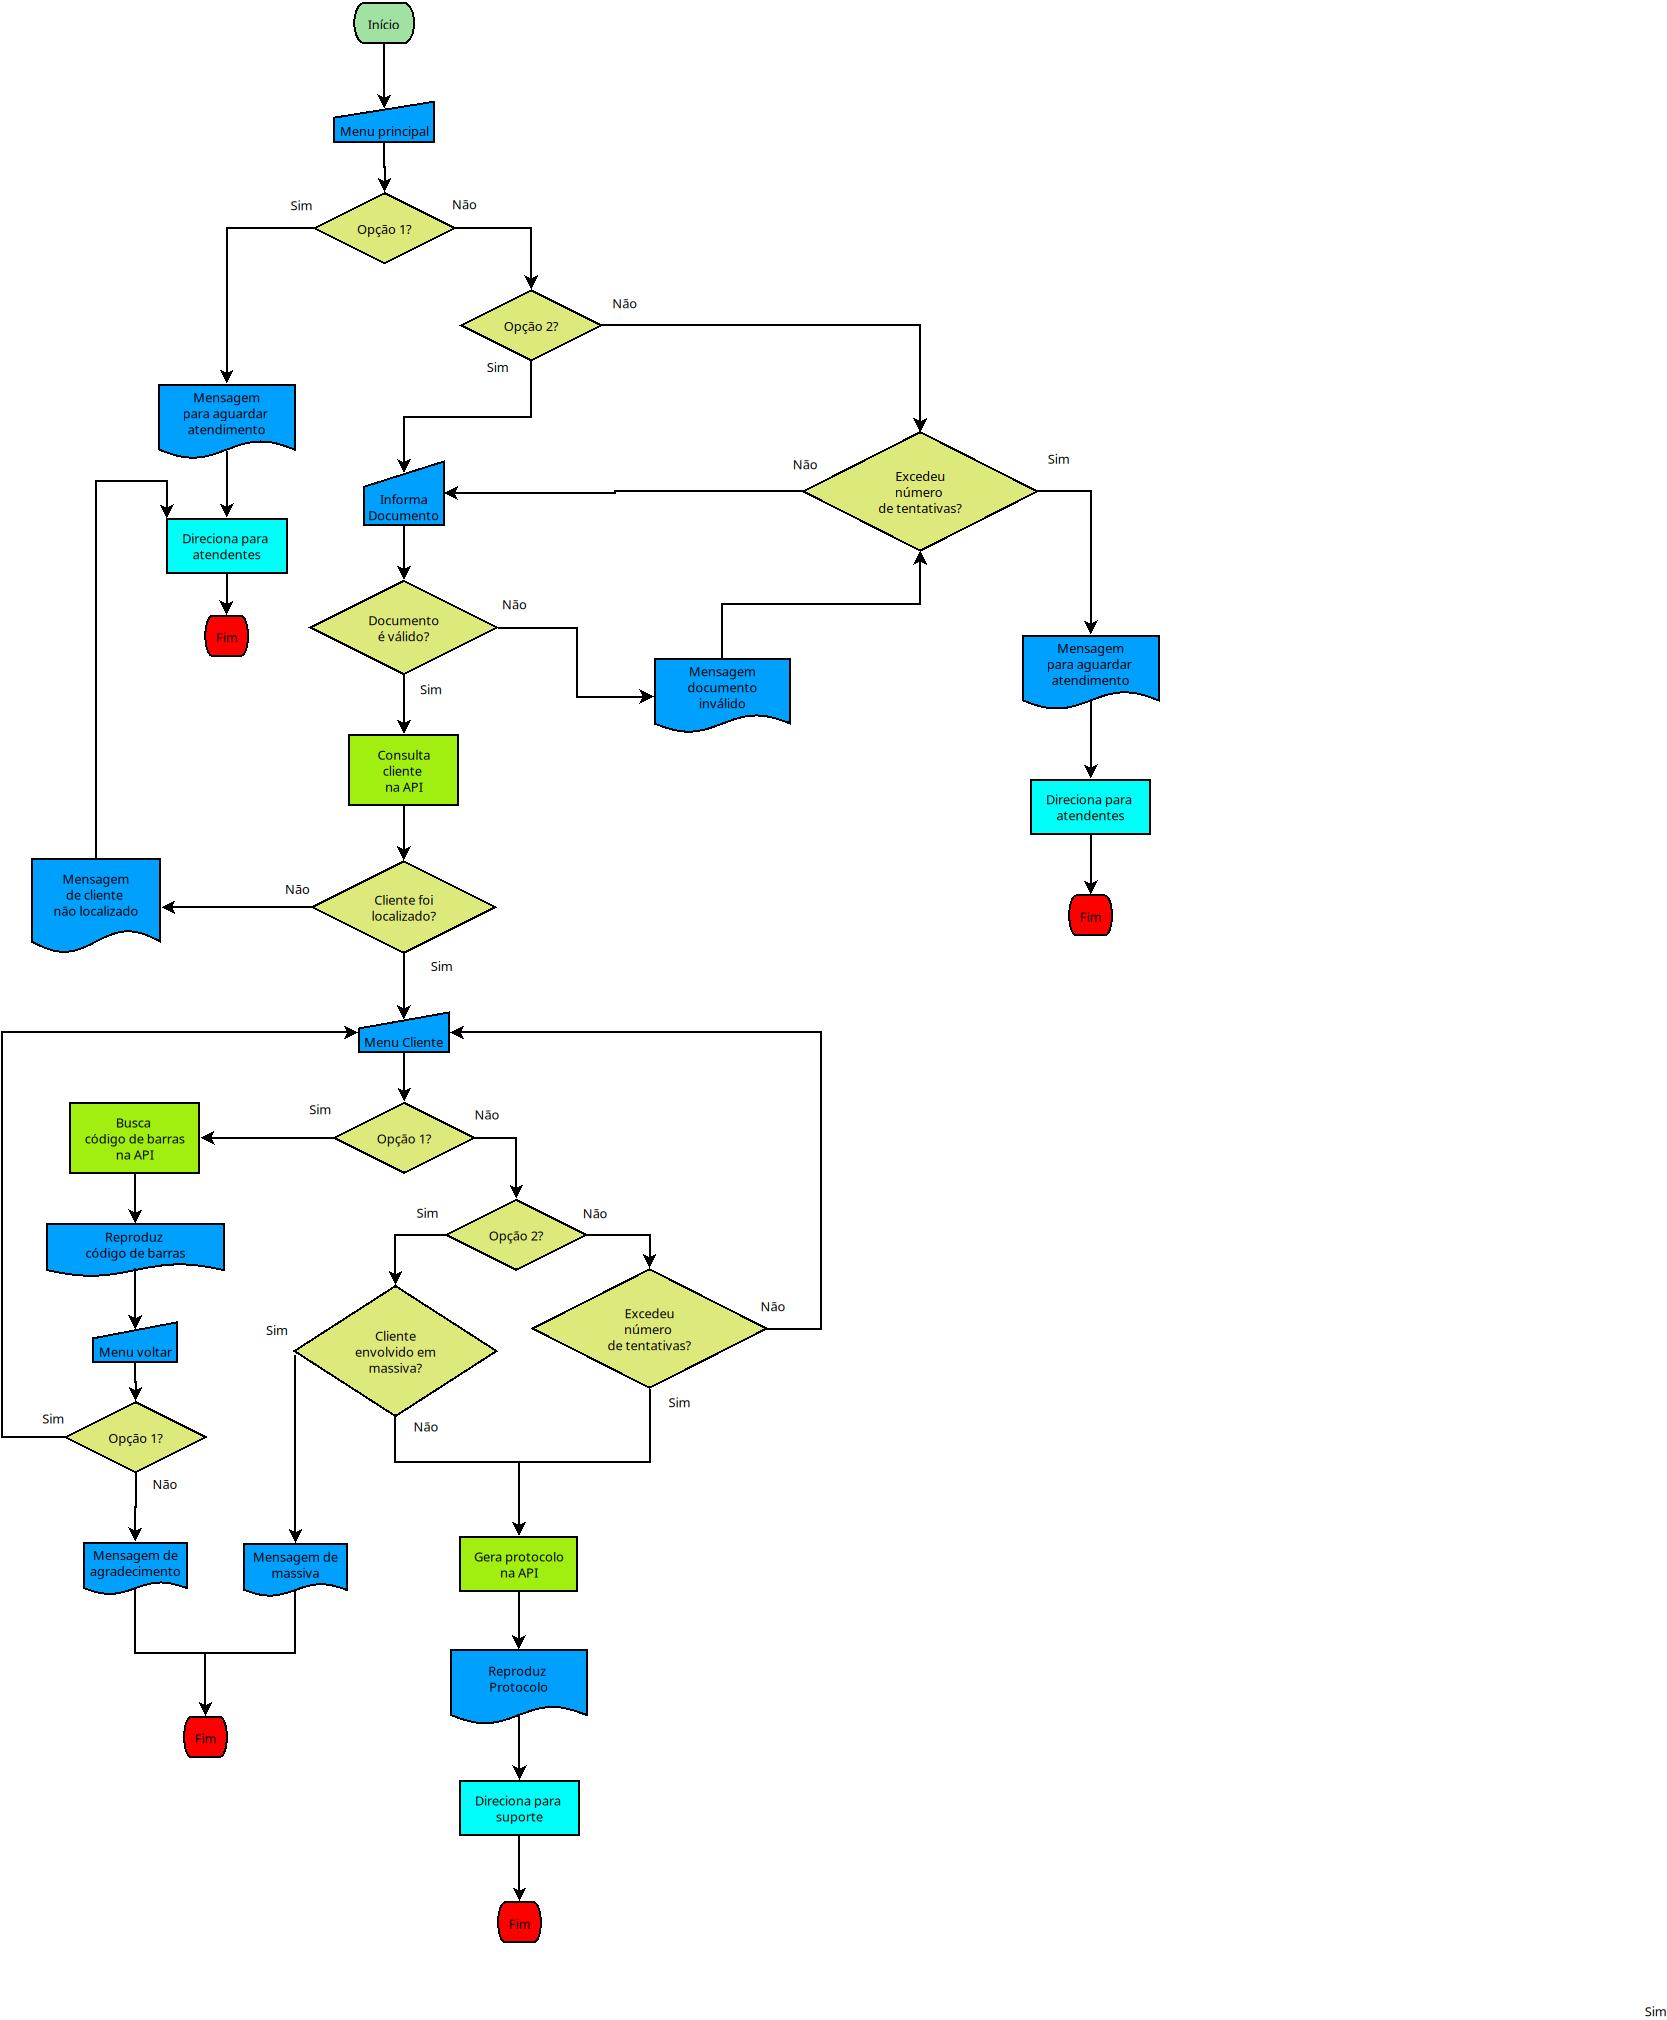 Início
Menu principal
Sim
Não
Opção 1?
Não
Opção 2?
Sim
Mensagem
para aguardar
atendimento
Não
Sim
Excedeu
número
de tentativas?
Informa
Documento
Direciona para
atendentes
Fim
Não
Documento
é válido?
Sim
Mensagem
documento
inválido
Mensagem
para aguardar
atendimento
Consulta
cliente
na API
Direciona para
atendentes
Mensagem
de cliente
não localizado
Não
Cliente foi
localizado?
Fim
Sim
Menu Cliente
Sim
Não
Busca
código de barras
na API
Opção 1?
Sim
Não
Reproduz
código de barras
Opção 2?
Não
Sim
Excedeu
número
de tentativas?
Cliente
envolvido em
massiva?
Menu voltar
Sim
Sim
Não
Opção 1?
Não
Mensagem de
agradecimento
Mensagem de
massiva
Gera protocolo
na API
Reproduz
Protocolo
Fim
Direciona para
suporte
Fim
Sim